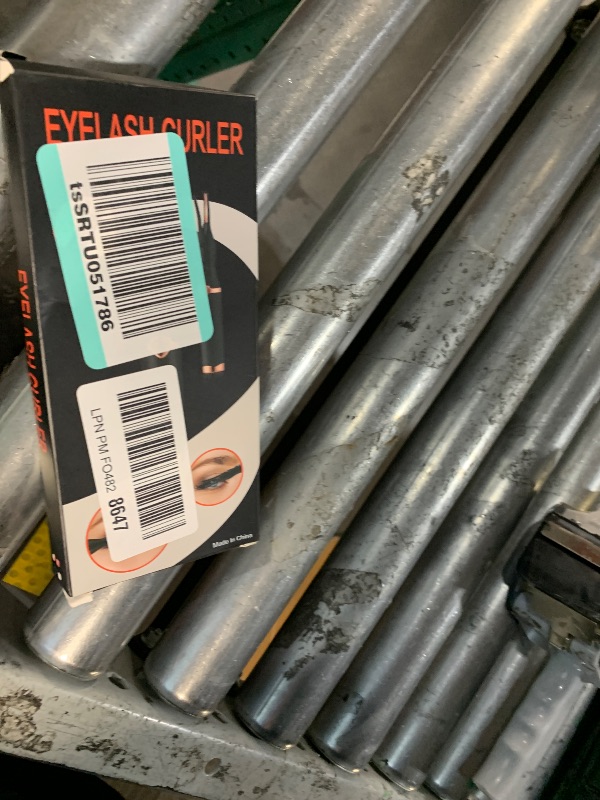 EYELASH CURLER
tsSRTU051786
LPN PM FO482 8647
Made in China
EYELASH CURLER